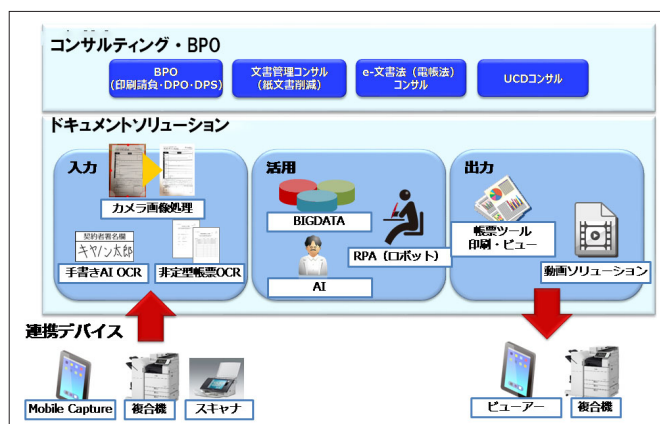 コンサルティング・BPO
BPO
(印刷請負・DPO・DPS)
文書管理コンサル
(紙文書削減)
e-文書法（電帳法）
コンサル
UCDコンサル
ドキュメントソリューション
入力
カメラ画像処理
契約者署名欄
キヤノン太郎
手書きAI OCR
非定型帳票OCR
活用
BIGDATA
AI
RPA（ロボット）
出力
帳票ツール
印刷・ビュー
動画ソリューション
連携デバイス
Mobile Capture
複合機
スキャナ
ビューアー
複合機